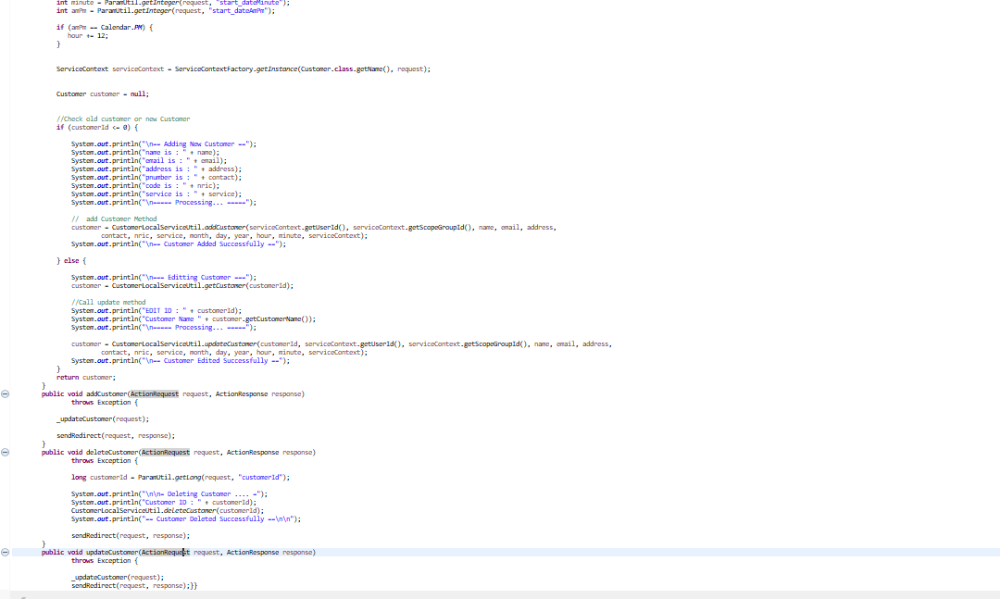 int minute = ParamUtil.getInteger(request, "start_dateMinute");
int amPm = ParamUtil.getInteger(request, "start_dateAmPm");
if (amPm == Calendar.PM) {
hour += 12;
}
ServiceContext serviceContext = ServiceContextFactory.getInstance(Customer.class.getName(), request);
Customer customer = null;
//Check old customer or new Customer
if (customerId <= 0) {
System.out.println("\n== Adding New Customer ==");
System.out.println("name is : " + name);
System.out.println("email is : " + email);
System.out.println("address is : " + address);
System.out.println("pnumber is : " + contact);
System.out.println("code is : " + nric);
System.out.println("service is : " + service);
System.out.println("\n===== Processing... =====");
//  add Customer Method
customer = CustomerLocalServiceUtil.addCustomer(serviceContext.getUserId(), serviceContext.getScopeGroupId(), name, email, address,
contact, nric, service, month, day, year, hour, minute, serviceContext);
System.out.println("\n== Customer Added Successfully ==");
} else {
System.out.println("\n=== Editting Customer ===");
customer = CustomerLocalServiceUtil.getCustomer(customerId);
//Call update method
System.out.println("EDIT ID : " + customerId);
System.out.println("Customer Name " + customer.getCustomerName());
System.out.println("\n===== Processing... =====");
customer = CustomerLocalServiceUtil.updateCustomer(customerId, serviceContext.getUserId(), serviceContext.getScopeGroupId(), name, email, address,
contact, nric, service, month, day, year, hour, minute, serviceContext);
System.out.println("\n== Customer Edited Successfully ==");
}
return customer;
}
public void addCustomer(ActionRequest request, ActionResponse response)
throws Exception {
_updateCustomer(request);
sendRedirect(request, response);
}
public void deleteCustomer(ActionRequest request, ActionResponse response)
throws Exception {
long customerId = ParamUtil.getLong(request, "customerId");
System.out.println("\n\n= Deleting Customer .... =");
System.out.println("Customer ID : " + customerId);
CustomerLocalServiceUtil.deleteCustomer(customerId);
System.out.println("== Customer Deleted Successfully ==\n\n");
sendRedirect(request, response);
}
public void updateCustomer(ActionRequest request, ActionResponse response)
throws Exception {
_updateCustomer(request);
sendRedirect(request, response);}}